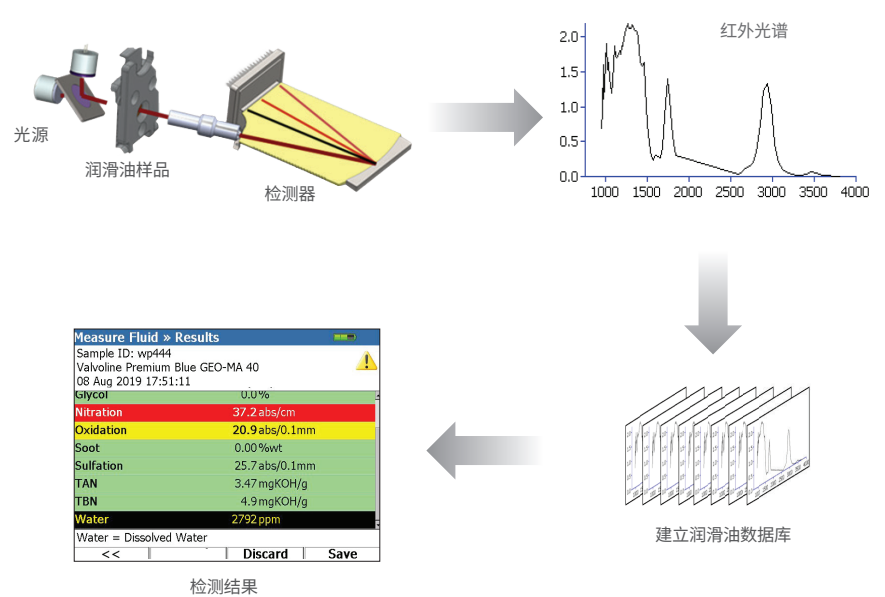 光源
润滑油样品
检测器
红外光谱
2.0
1.5
1.0
0.5
0.0
1000 1500 2000 2500 3000 3500 4000
Measure Fluid » Results
Sample ID: wp444
Valvoline Premium Blue GEO-MA 40
08 Aug 2019 17:51:11
Glycol 0.0%
Nitration 37.2 abs/cm
Oxidation 20.9 abs/0.1mm
Soot 0.00 %wt
Sulfation 25.7 abs/0.1mm
TAN 3.47 mgKOH/g
TBN 4.9 mgKOH/g
Water 2792 ppm
Water = Dissolved Water
<< Discard Save
检测结果
建立润滑油数据库